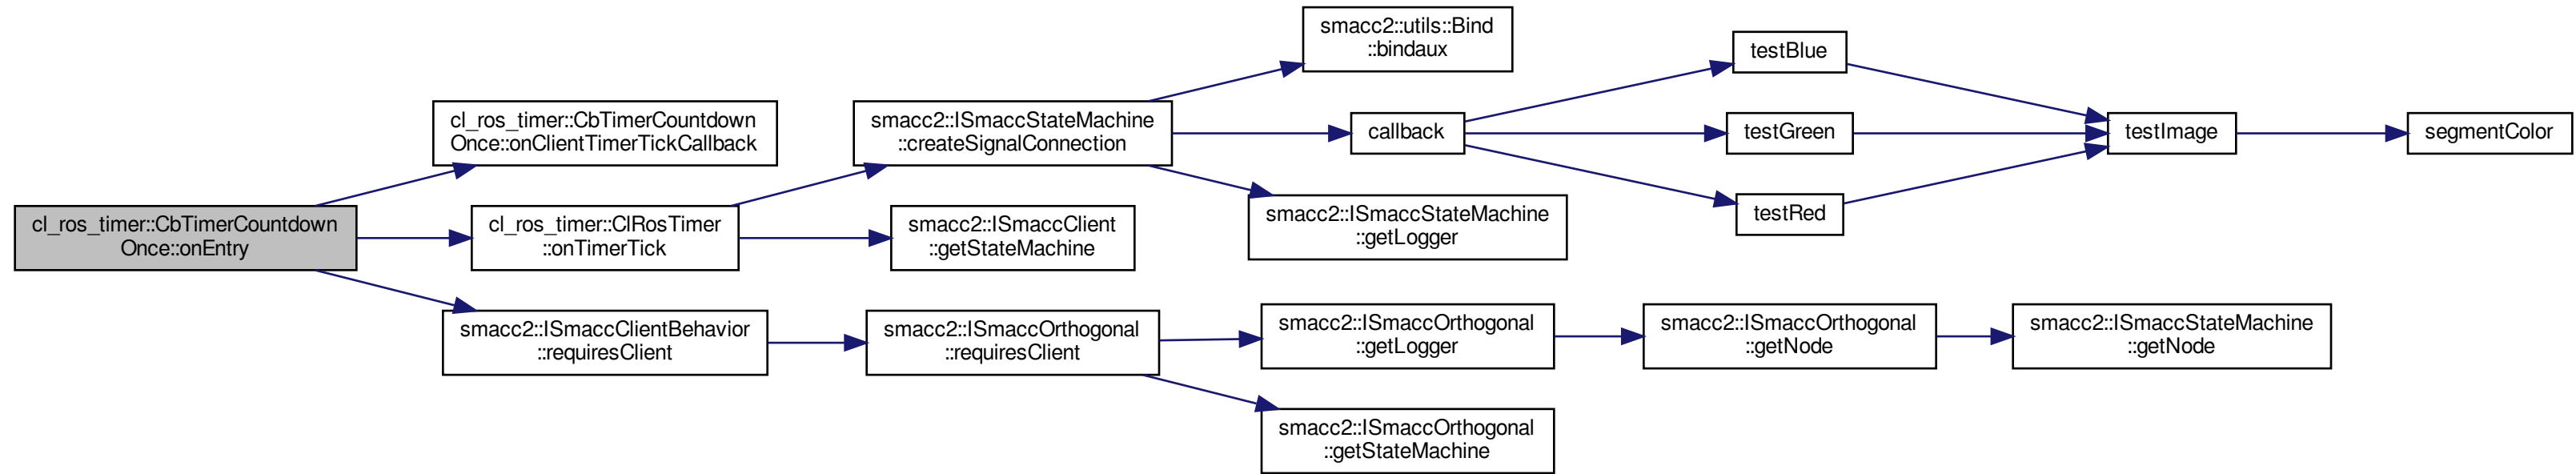 cl_ros_timer::CbTimerCountdown
Once::onEntry
cl_ros_timer::CbTimerCountdown
Once::onClientTimerTickCallback
cl_ros_timer::ClRosTimer
::onTimerTick
smacc2::ISmaccClientBehavior
::requiresClient
smacc2::ISmaccStateMachine
::createSignalConnection
smacc2::ISmaccClient
::getStateMachine
smacc2::ISmaccOrthogonal
::requiresClient
smacc2::utils::Bind
::bindaux
callback
smacc2::ISmaccStateMachine
::getLogger
smacc2::ISmaccOrthogonal
::getLogger
smacc2::ISmaccOrthogonal
::getStateMachine
testBlue
testGreen
testRed
smacc2::ISmaccOrthogonal
::getNode
testImage
smacc2::ISmaccStateMachine
::getNode
segmentColor